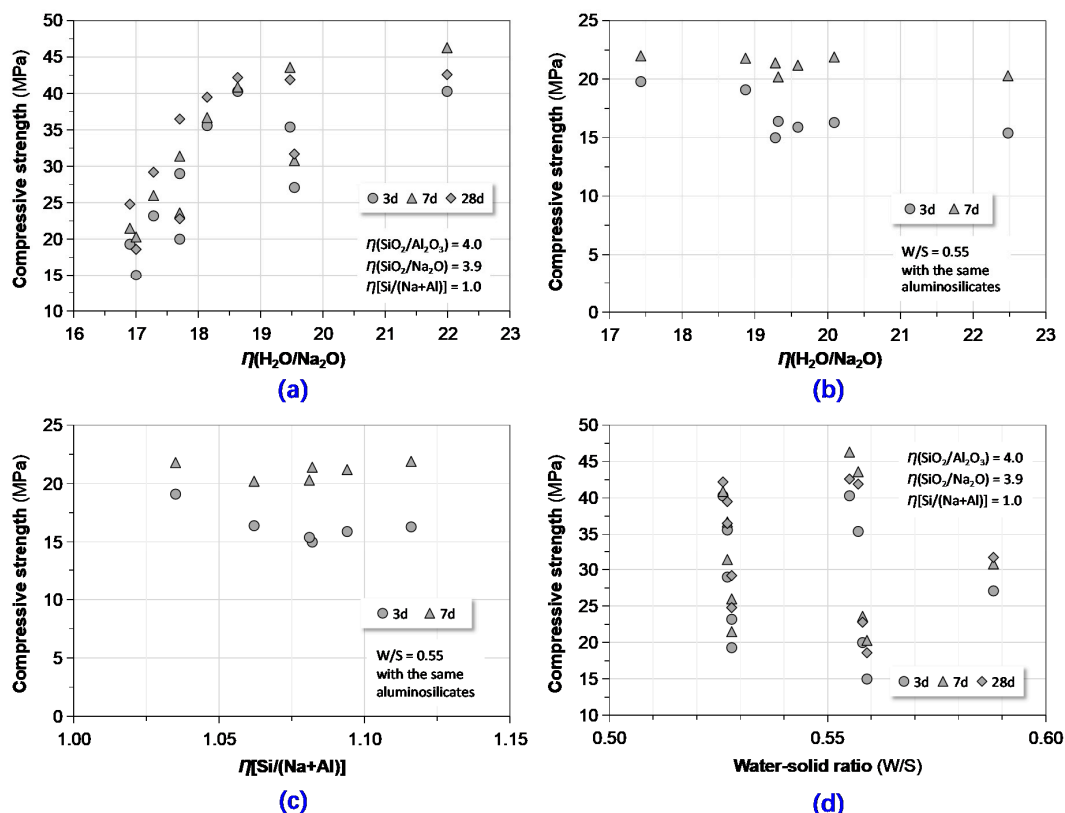 Compressive strength (MPa)
50
45
40
35
30
25
20
15
10
16 17 18 19 20 21 22 23
3d 7d 28d
η(SiO₂/Al₂O₃) = 4.0
η(SiO₂/Na₂O) = 3.9
η[Si/(Na+Al)] = 1.0
η(H₂O/Na₂O)
(a)
Compressive strength (MPa)
25
20
15
10
5
0
17 18 19 20 21 22 23
3d 7d
W/S = 0.55
with the same
aluminosilicates
η(H₂O/Na₂O)
(b)
Compressive strength (MPa)
25
20
15
10
5
0
1.00 1.05 1.10 1.15
3d 7d
W/S = 0.55
with the same
aluminosilicates
η[Si/(Na+Al)]
(c)
Compressive strength (MPa)
50
45
40
35
30
25
20
15
10
0.50 0.55 0.60
η(SiO₂/Al₂O₃) = 4.0
η(SiO₂/Na₂O) = 3.9
η[Si/(Na+Al)] = 1.0
3d 7d 28d
Water-solid ratio (W/S)
(d)